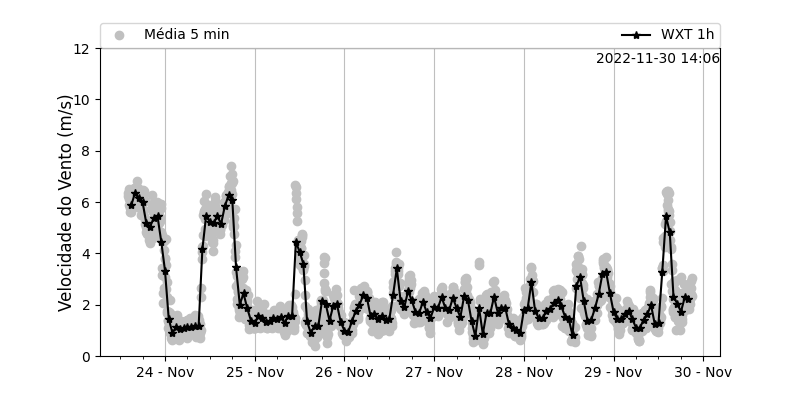 Média 5 min
WXT 1h
2022-11-30 14:06
Velocidade do Vento (m/s)
12
10
8
6
4
2
0
24 - Nov
25 - Nov
26 - Nov
27 - Nov
28 - Nov
29 - Nov
30 - Nov